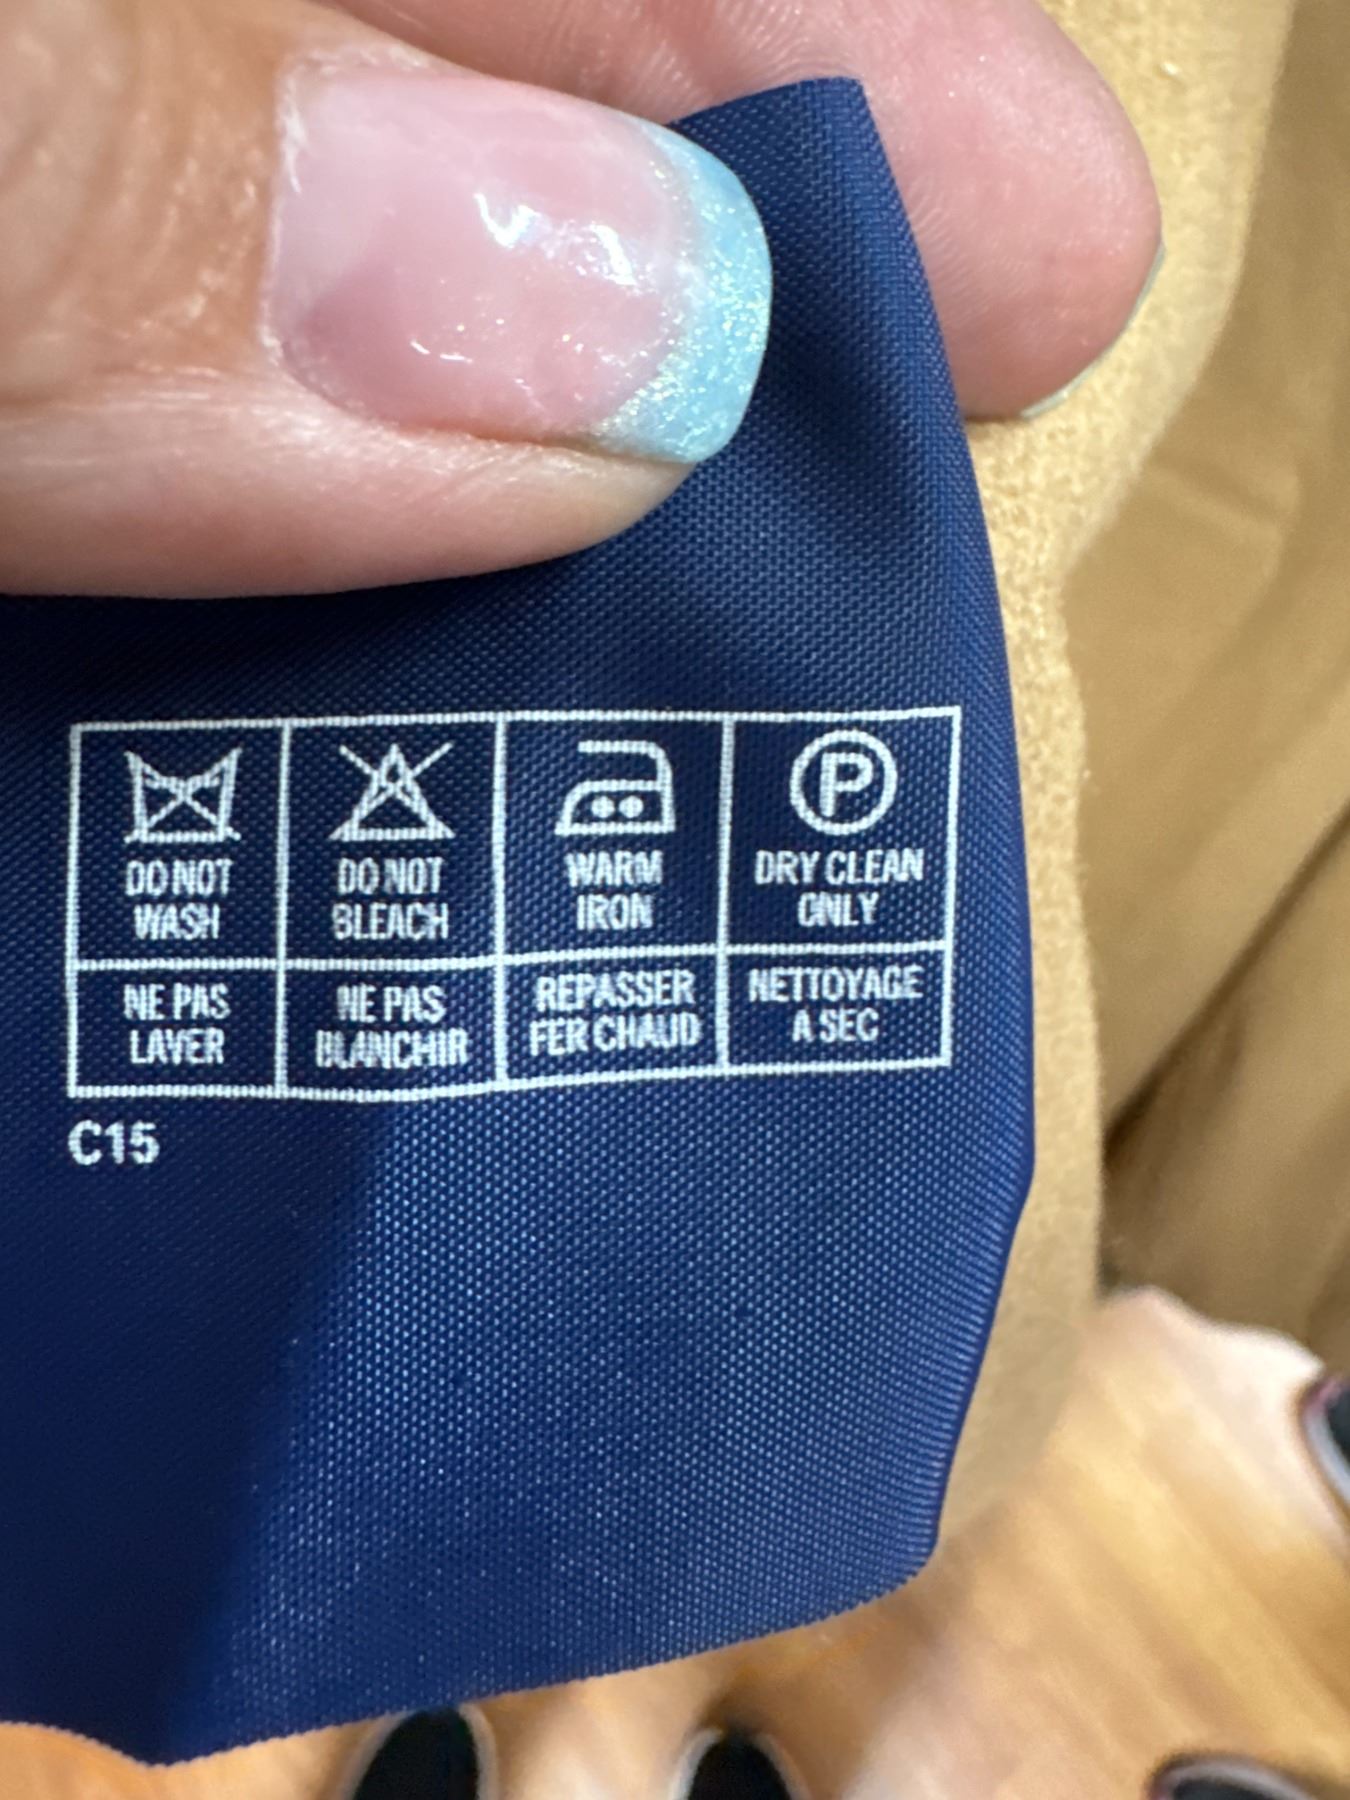 DO NOT
WASH
DO NOT
BLEACH
WARM
IRON
P
DRY CLEAN
ONLY
NE PAS
LAVER
NE PAS
BLANCHIR
REPASSER
FER CHAUD
NETTOYAGE
A SEC
C15